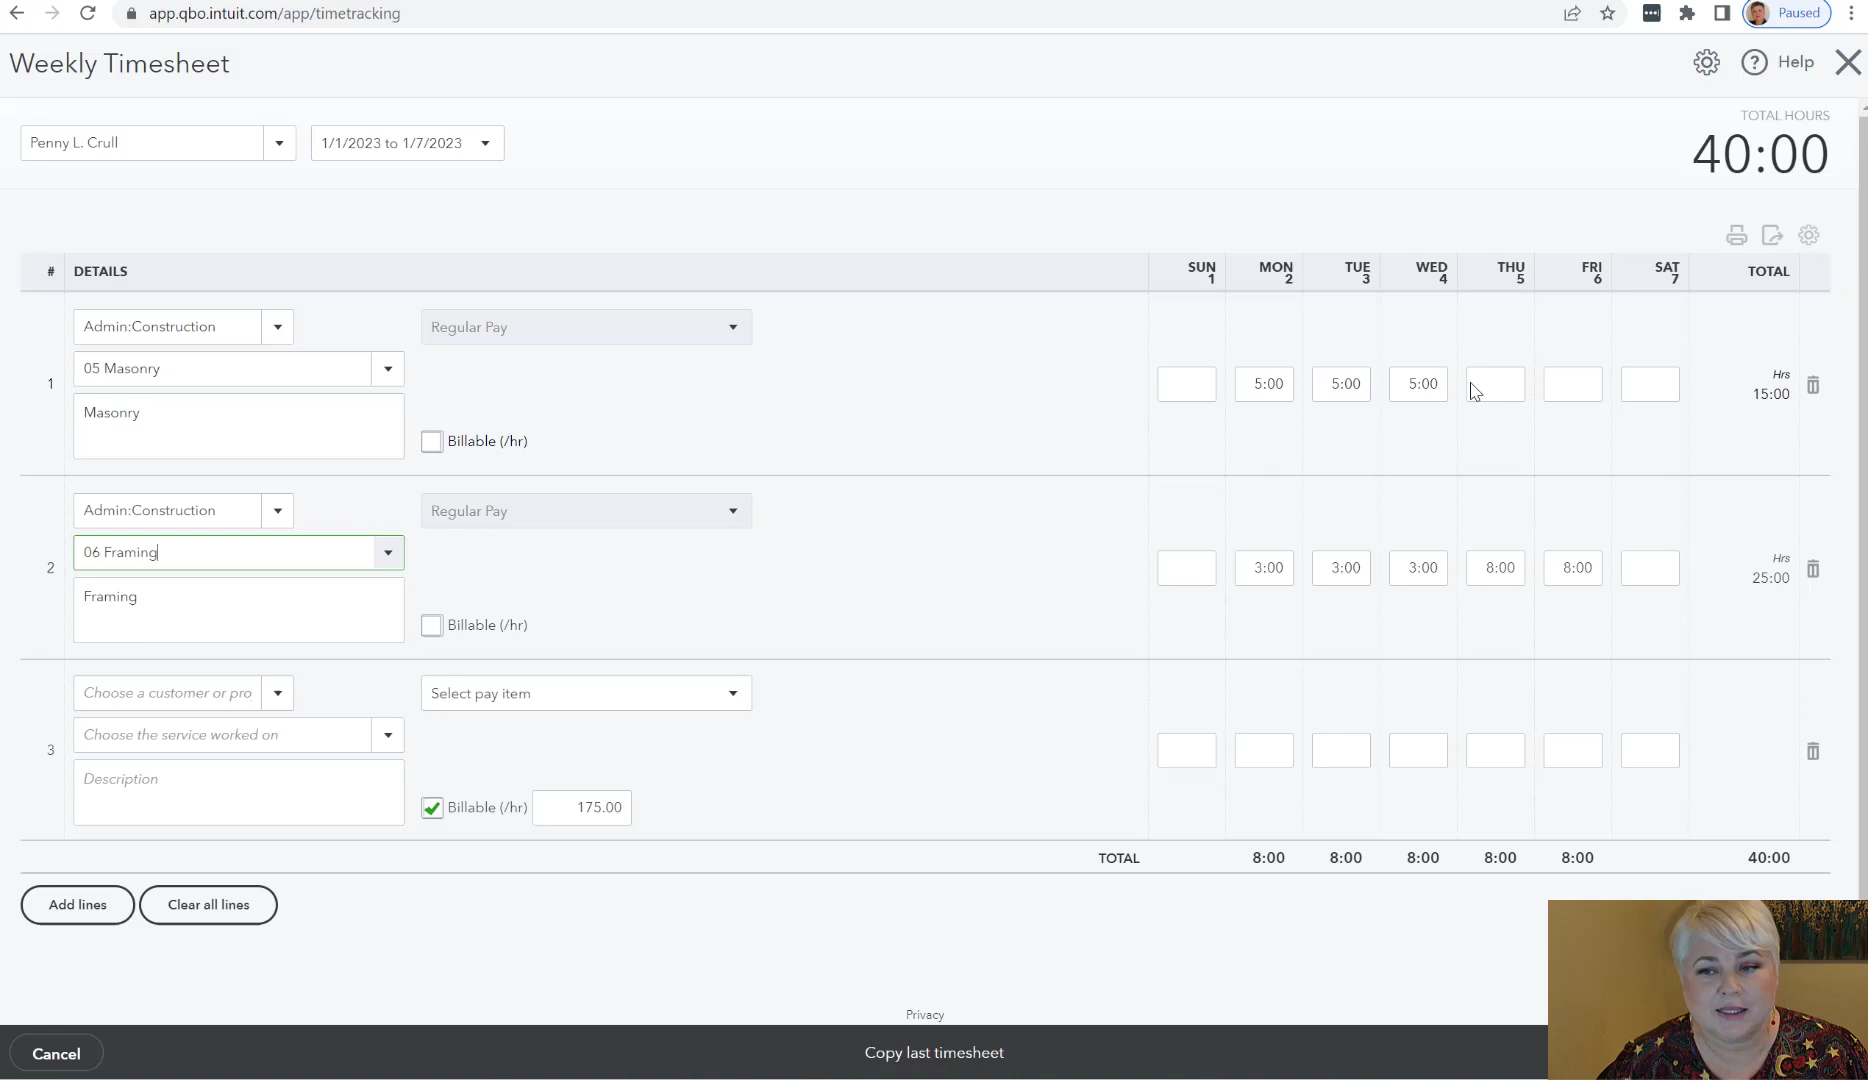 app.qbo.intuit.com/app/timetracking
Paused
Weekly Timesheet
? Help
Penny L. Crull
1/1/2023 to 1/7/2023
TOTAL HOURS
40:00
# DETAILS SUN 1 MON 2 TUE 3 WED 4 THU 5 FRI 6 SAT 7 TOTAL
Admin:Construction Regular Pay
05 Masonry
1 5:00 5:00 5:00 Hrs 15:00
Masonry
Billable (/hr)
Admin:Construction Regular Pay
06 Framing
2 3:00 3:00 3:00 8:00 8:00 Hrs 25:00
Framing
Billable (/hr)
Choose a customer or pro Select pay item
Choose the service worked on
3
Description
Billable (/hr) 175.00
TOTAL 8:00 8:00 8:00 8:00 8:00 40:00
Add lines Clear all lines
Privacy
Cancel Copy last timesheet